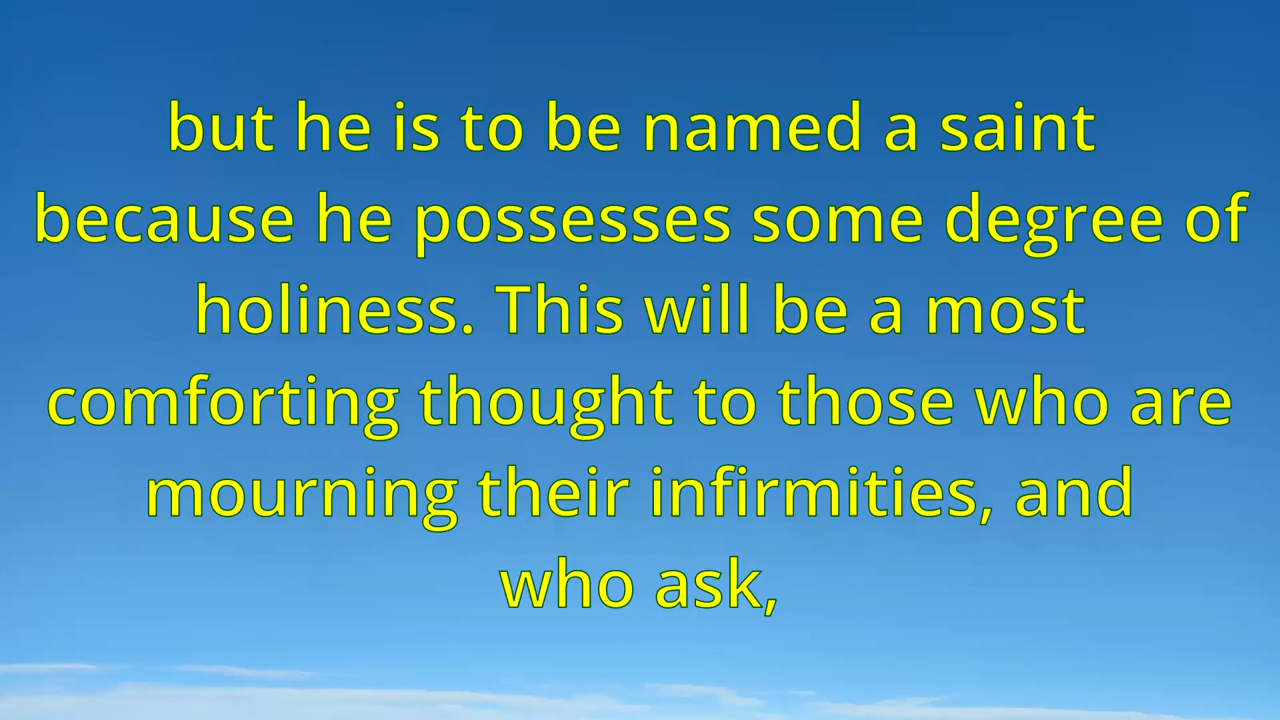 but he is to be named a saint
because he possesses some degree of
holiness. This will be a most
comforting thought to those who are
mourning their infirmities, and
who ask,